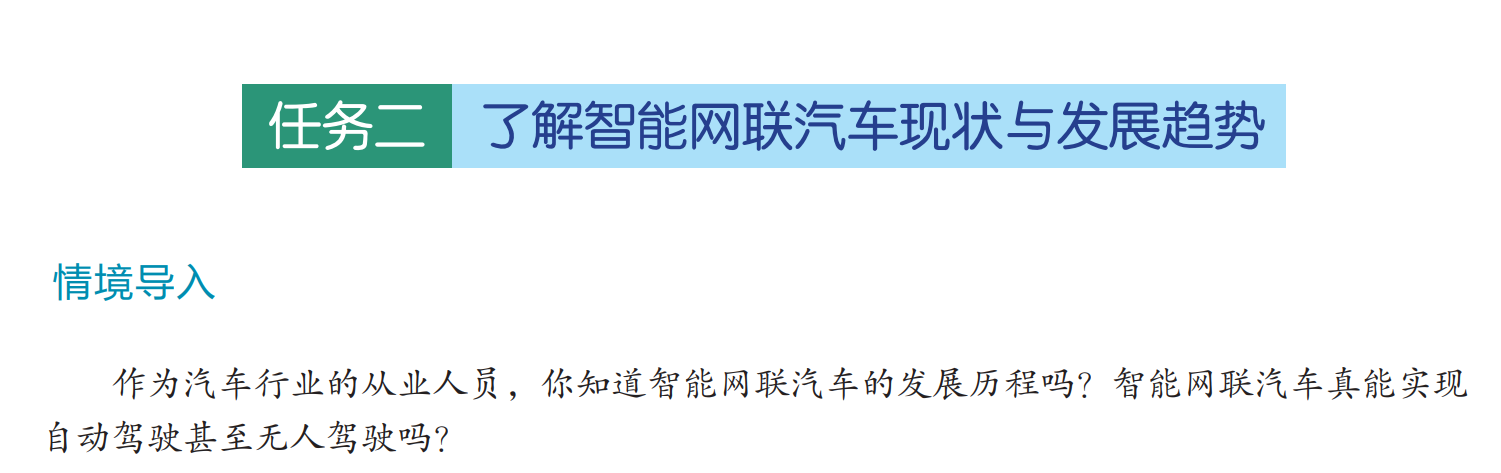 任务二 了解智能网联汽车现状与发展趋势
情境导入
作为汽车行业的从业人员，你知道智能网联汽车的发展历程吗？智能网联汽车真能实现
自动驾驶甚至无人驾驶吗？